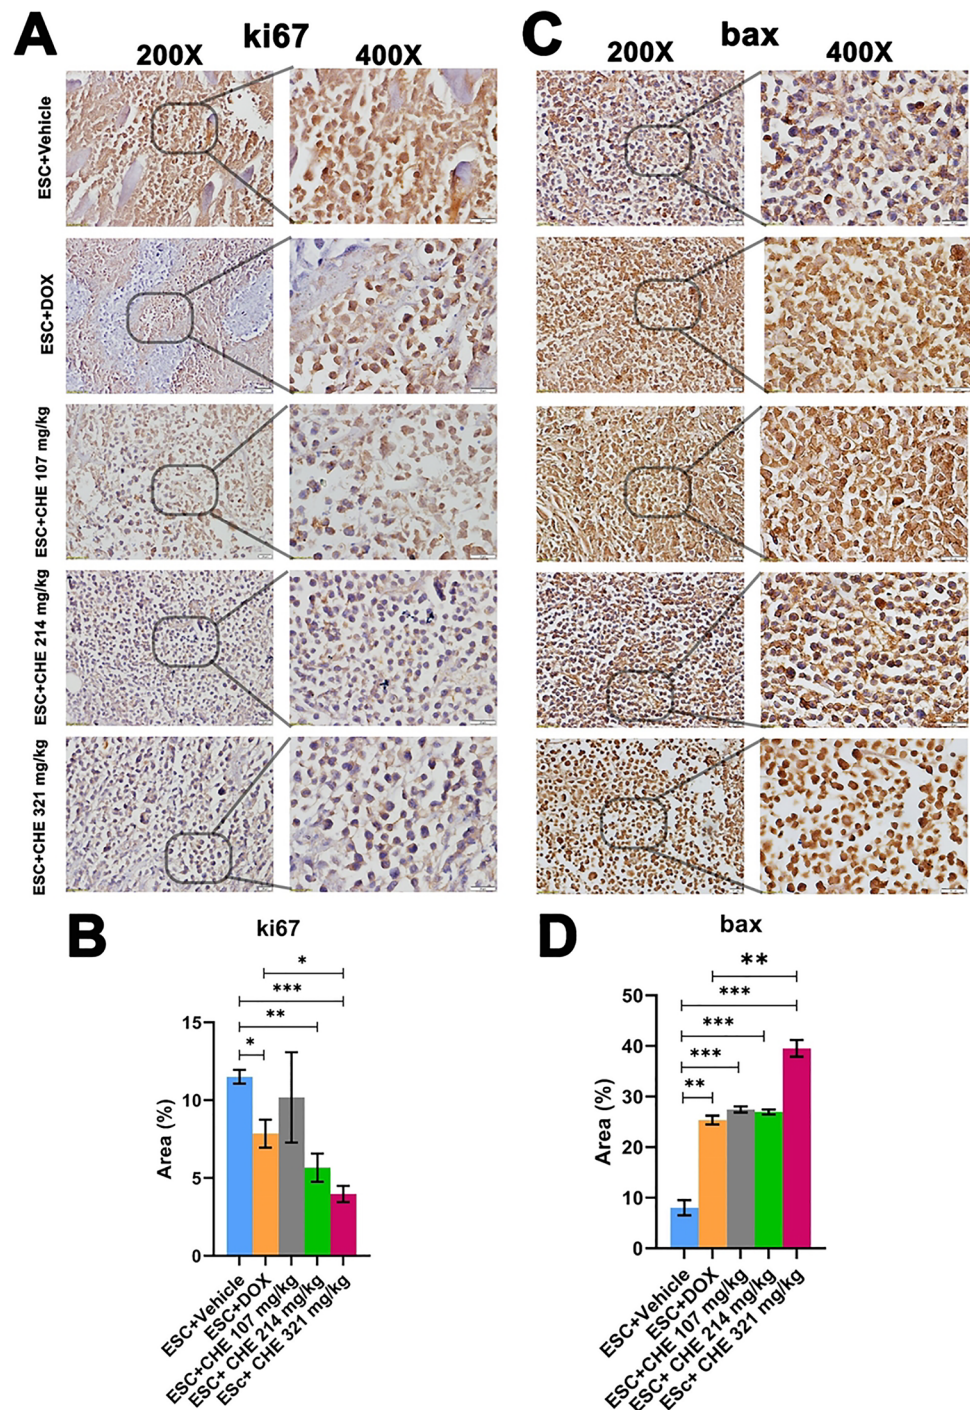 A
ki67
200X
400X
ESC+Vehicle
ESC+DOX
ESC+CHE 107 mg/kg
ESC+CHE 214 mg/kg
ESC+CHE 321 mg/kg
C
bax
200X
400X
B
ki67
*
***
**
*
15
10
5
0
Area (%)
ESC+Vehicle
ESC+DOX
ESC+CHE 107 mg/kg
ESC+ CHE 214 mg/kg
ESc+ CHE 321 mg/kg
D
bax
**
***
***
***
**
50
40
30
20
10
0
Area (%)
ESC+Vehicle
ESC+DOX
ESC+CHE 107 mg/kg
ESC+ CHE 214 mg/kg
ESc+ CHE 321 mg/kg